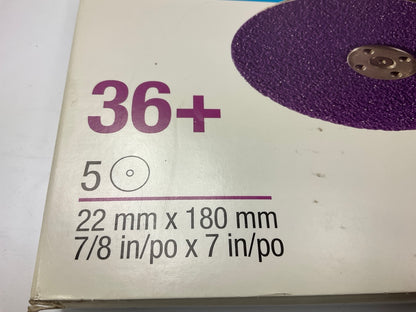 36+
5
22 mm x 180 mm
7/8 in/po x 7 in/po